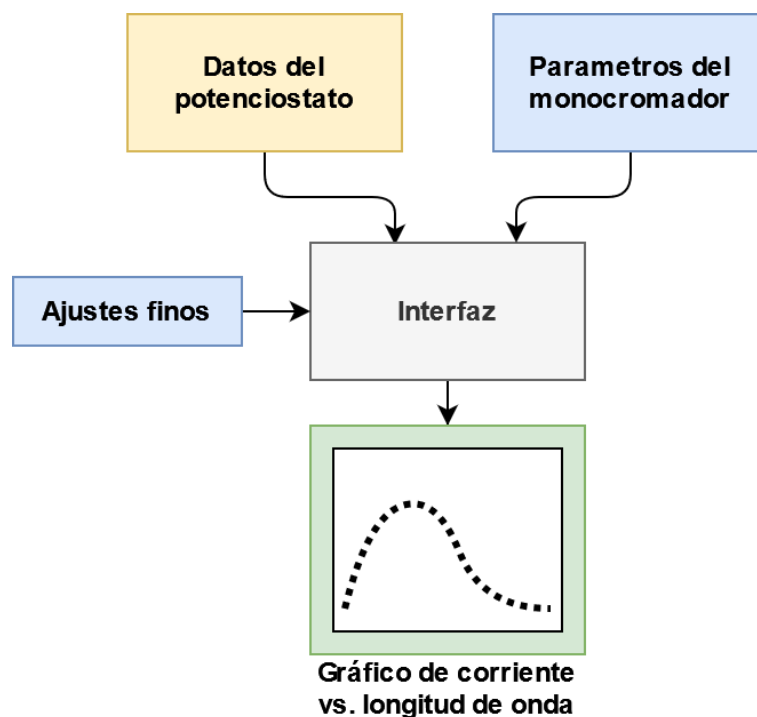 Datos del
potenciostato
Parametros del
monocromador
Ajustes finos
Interfaz
Gráfico de corriente
vs. longitud de onda